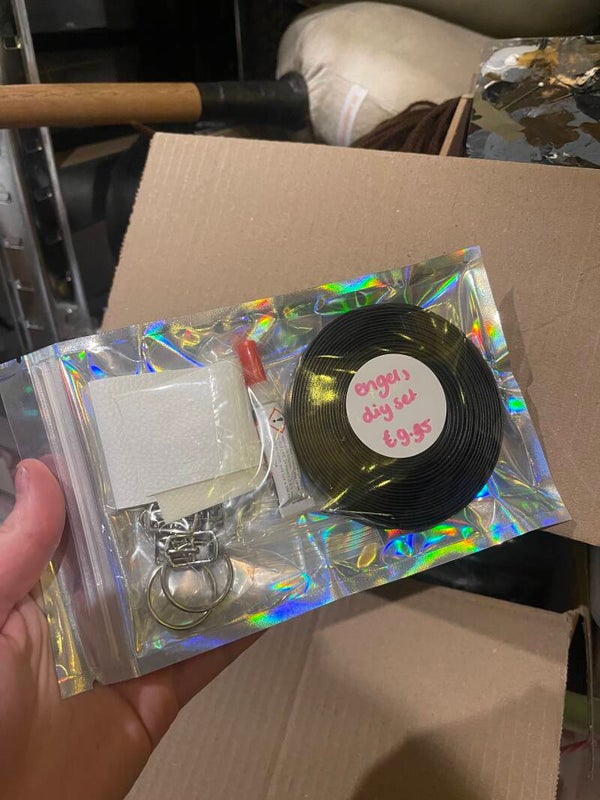 engels
diy set
€9.95